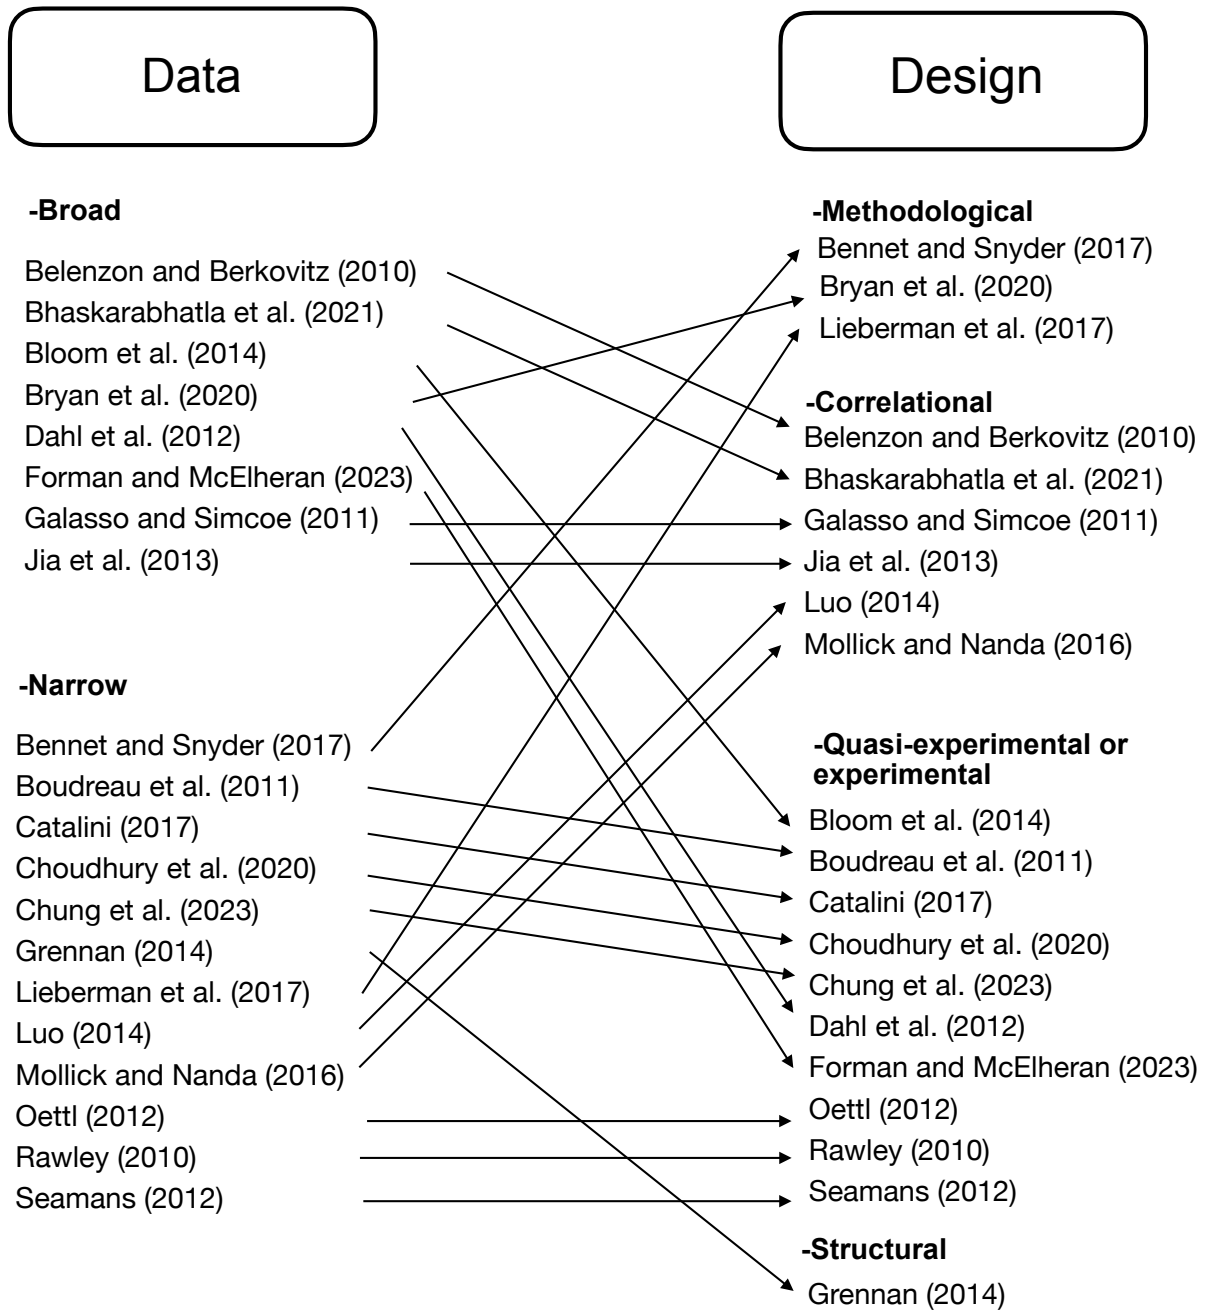 Data
-Broad
Belenzon and Berkovitz (2010)
Bhaskarabhatla et al. (2021)
Bloom et al. (2014)
Bryan et al. (2020)
Dahl et al. (2012)
Forman and McElheran (2023)
Galasso and Simcoe (2011)
Jia et al. (2013)
-Narrow
Bennet and Snyder (2017)
Boudreau et al. (2011)
Catalini (2017)
Choudhury et al. (2020)
Chung et al. (2023)
Grennan (2014)
Lieberman et al. (2017)
Luo (2014)
Mollick and Nanda (2016)
Oettl (2012)
Rawley (2010)
Seamans (2012)
Design
-Methodological
Bennet and Snyder (2017)
Bryan et al. (2020)
Lieberman et al. (2017)
-Correlational
Belenzon and Berkovitz (2010)
Bhaskarabhatla et al. (2021)
Galasso and Simcoe (2011)
Jia et al. (2013)
Luo (2014)
Mollick and Nanda (2016)
-Quasi-experimental or
experimental
Bloom et al. (2014)
Boudreau et al. (2011)
Catalini (2017)
Choudhury et al. (2020)
Chung et al. (2023)
Dahl et al. (2012)
Forman and McElheran (2023)
Oettl (2012)
Rawley (2010)
Seamans (2012)
-Structural
Grennan (2014)